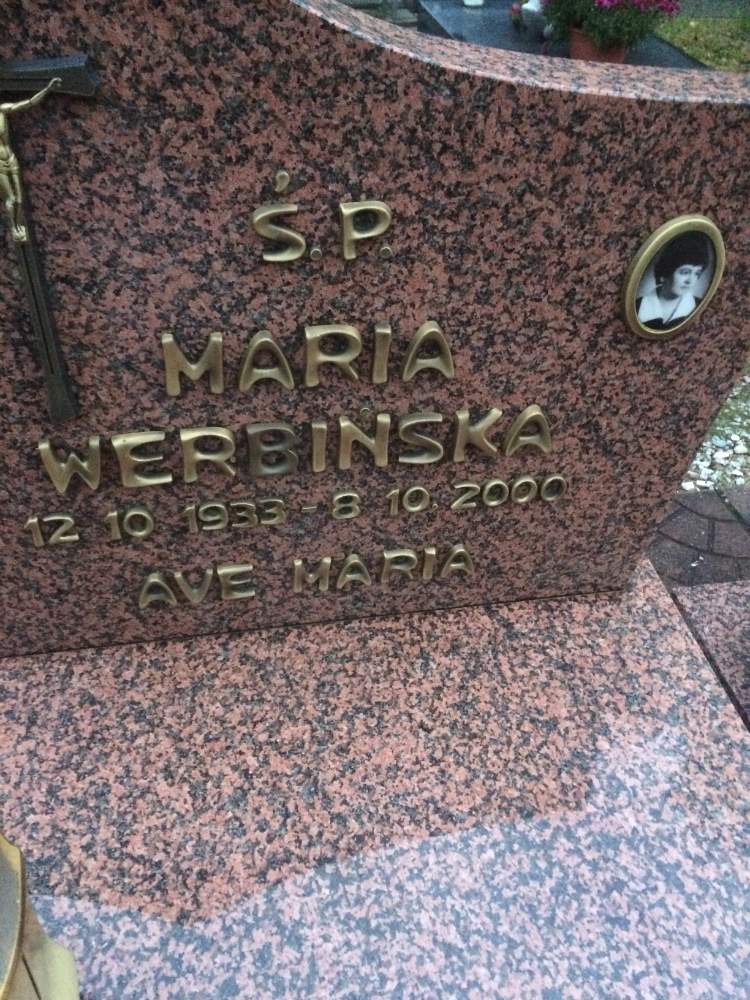 Ś.P.
MARIA
WERBIŃSKA
12 10 1933 - 8 10. 2000
AVE MARIA